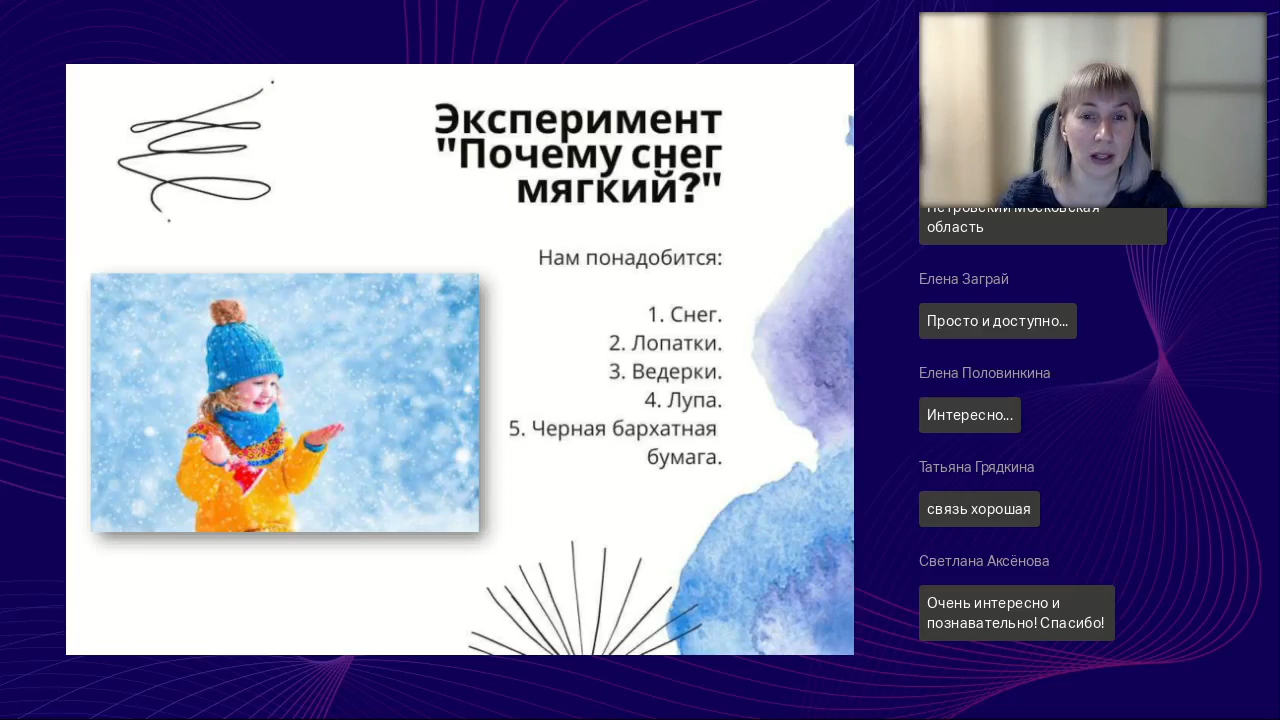 Эксперимент
"Почему снег
мягкий?"
Нам понадобится:
1. Снег.
2. Лопатки.
3. Ведерки.
4. Лупа.
5. Черная бархатная
бумага.
Петровский Московская
область
Елена Заграй
Просто и доступно...
Елена Половинкина
Интересно...
Татьяна Грядкина
связь хорошая
Светлана Аксёнова
Очень интересно и
познавательно! Спасибо!